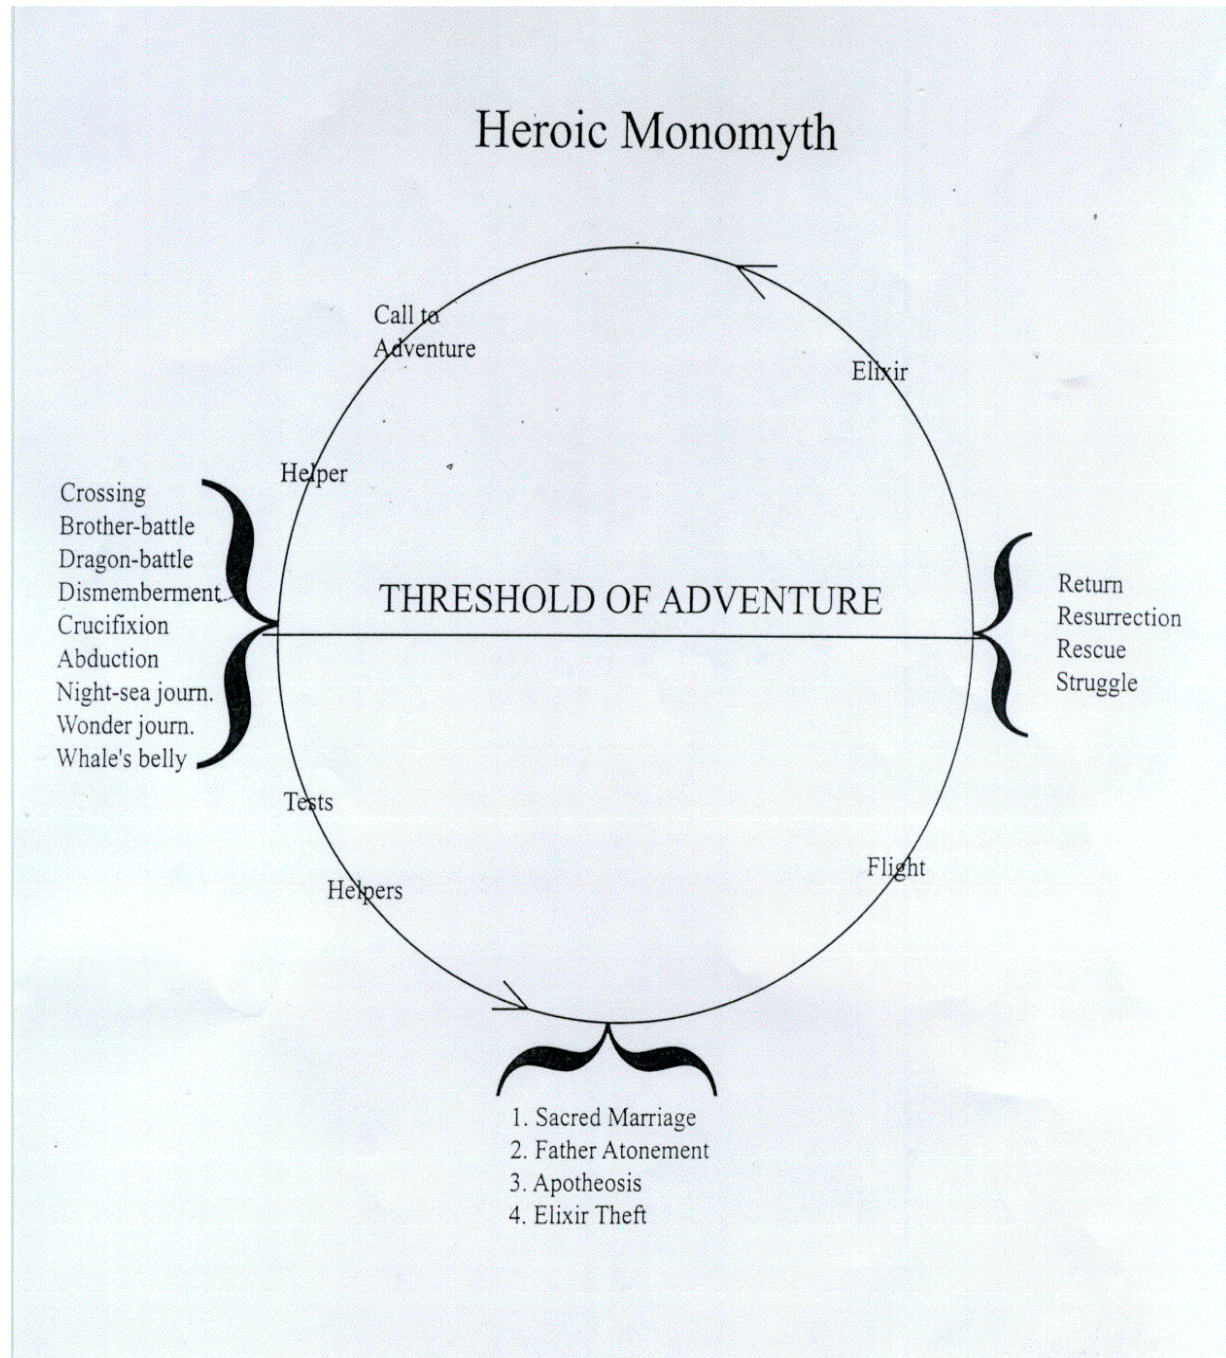 Heroic Monomyth
Call to
Adventure
Elixir
Helper
Crossing
Brother-battle
Dragon-battle
Dismemberment
Crucifixion
Abduction
Night-sea journ.
Wonder journ.
Whale's belly
THRESHOLD OF ADVENTURE
Return
Resurrection
Rescue
Struggle
Tests
Helpers
Flight
1. Sacred Marriage
2. Father Atonement
3. Apotheosis
4. Elixir Theft